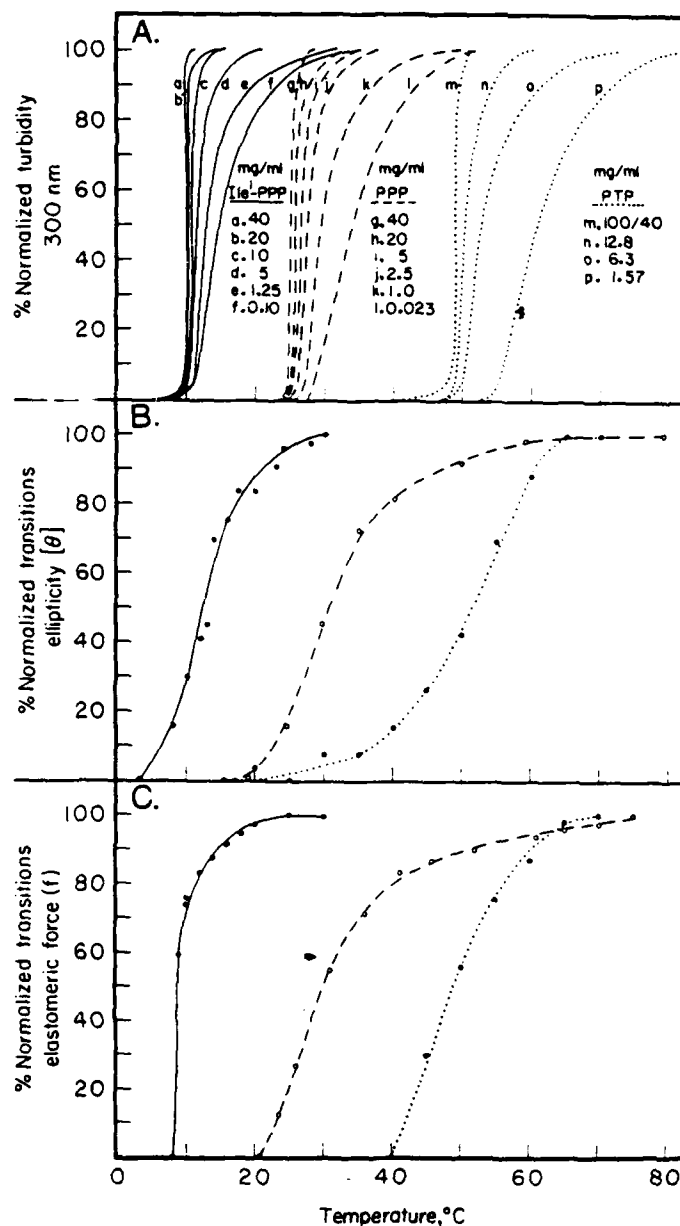 A.
100
80
60
40
20
% Normalized turbidity
300 nm
a
b
c
d
e
f
g
h
i
j
k
l
m
n
o
p
mg/ml
Ile¹-PPP
a. 40
b. 20
c. 10
d. 5
e. 1.25
f. 0.10
mg/ml
PPP
g. 40
h. 20
i. 5
j. 2.5
k. 1.0
l. 0.023
mg/ml
PTP
m. 100/40
n. 12.8
o. 6.3
p. 1.57
B.
100
80
60
40
20
% Normalized transitions
ellipticity [θ]
C.
100
80
60
40
20
% Normalized transitions
elastomeric force (f)
0 20 40 60 80
Temperature, °C